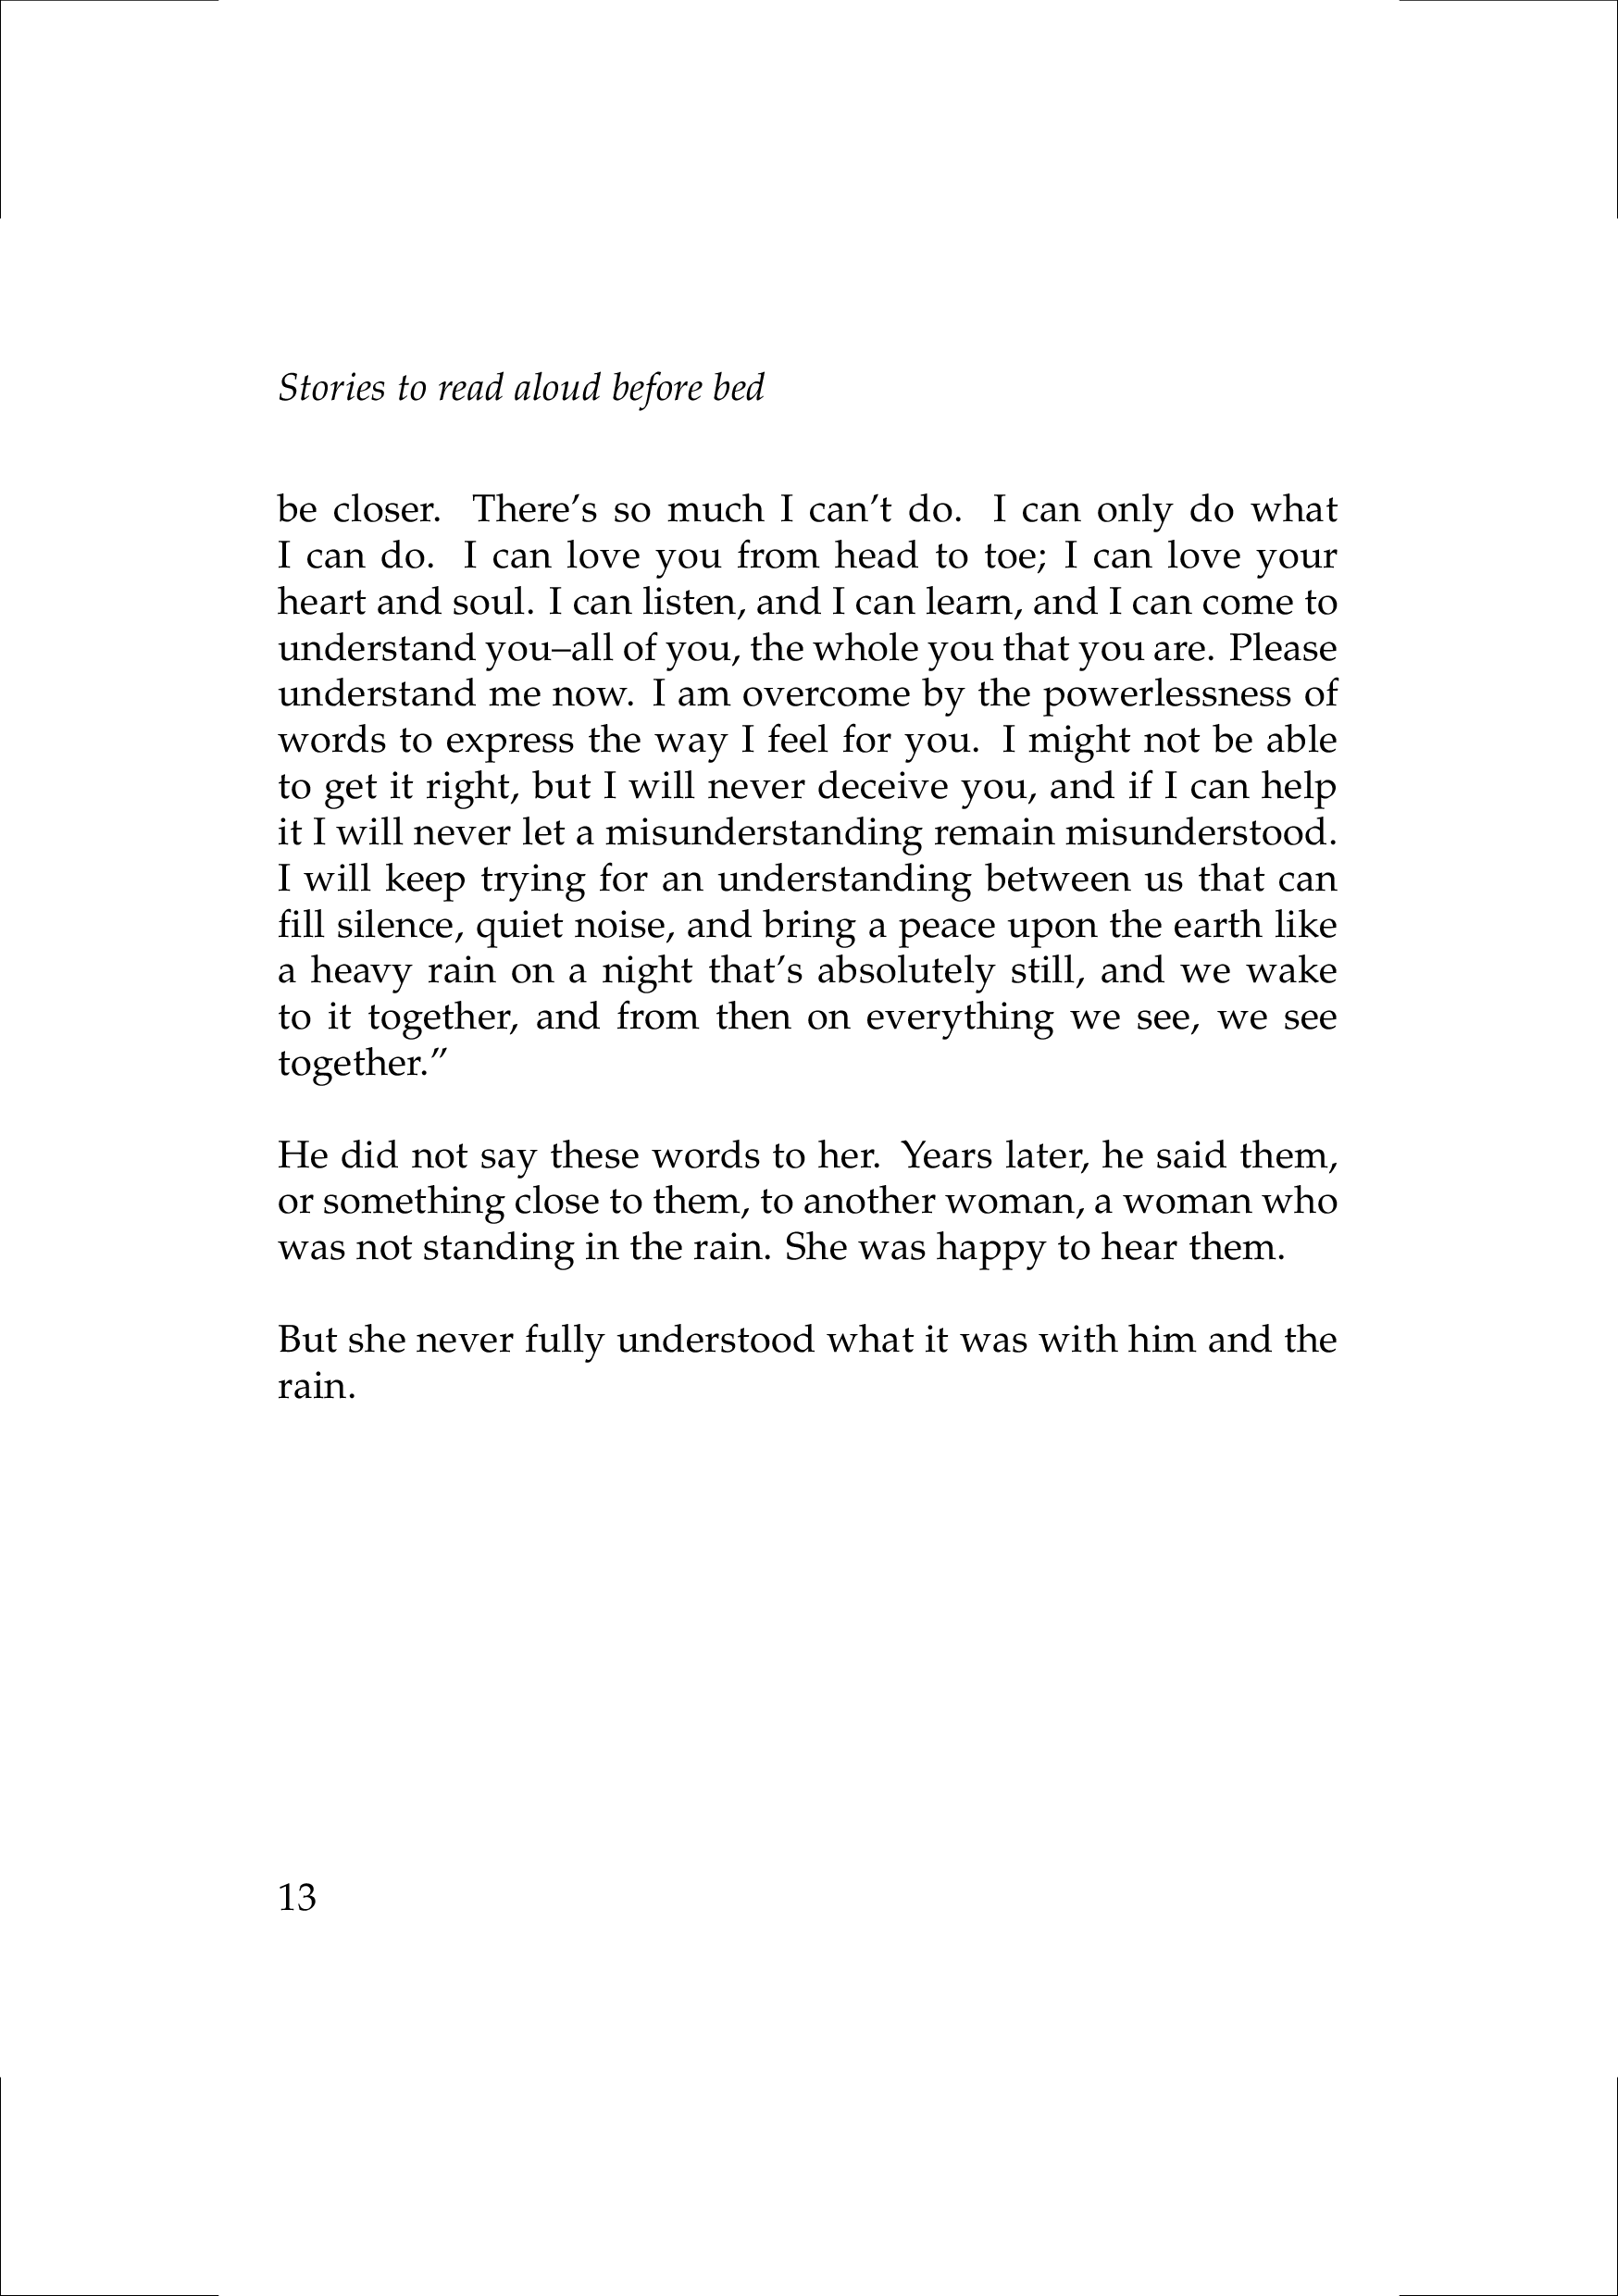 Stories to read aloud before bed
be closer. There’s so much I can’t do. I can only do what
I can do. I can love you from head to toe; I can love your
heart and soul. I can listen, and I can learn, and I can come to
understand you–all of you, the whole you that you are. Please
understand me now. I am overcome by the powerlessness of
words to express the way I feel for you. I might not be able
to get it right, but I will never deceive you, and if I can help
it I will never let a misunderstanding remain misunderstood.
I will keep trying for an understanding between us that can
fill silence, quiet noise, and bring a peace upon the earth like
a heavy rain on a night that’s absolutely still, and we wake
to it together, and from then on everything we see, we see
together.”
He did not say these words to her. Years later, he said them,
or something close to them, to another woman, a woman who
was not standing in the rain. She was happy to hear them.
But she never fully understood what it was with him and the
rain.
13